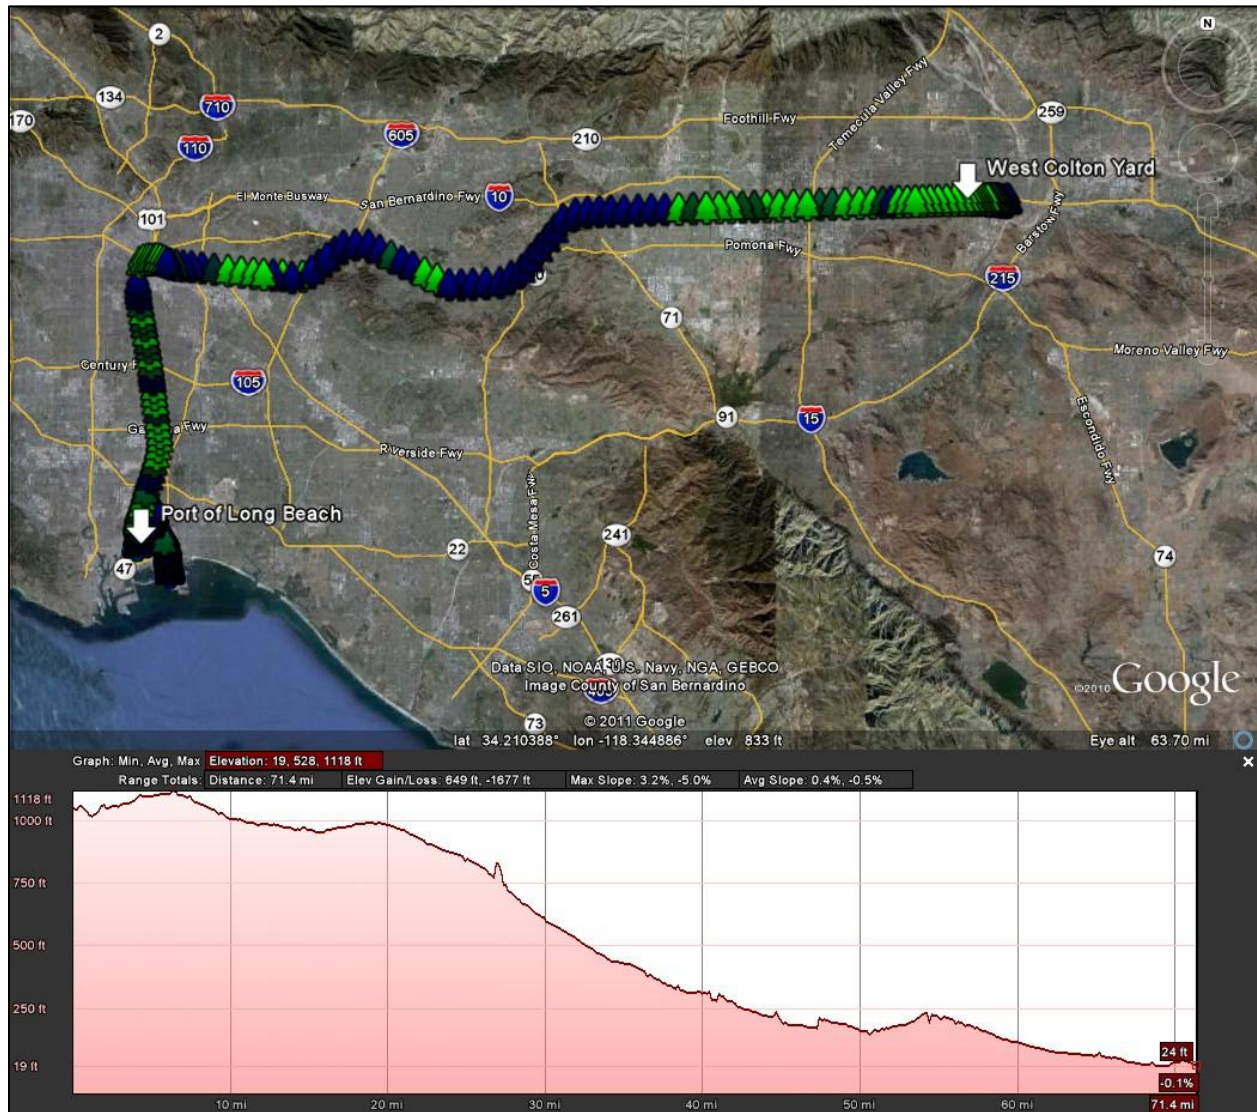 N
2
134
710
170
110
605
210
Foothill Fwy
Temecula Valley Fwy
259
El Monte Busway
San Bernardino Fwy
10
West Colton Yard
101
Pomona Fwy
Barstow Fwy
215
71
Moreno Valley Fwy
105
91
15
Escondido Fwy
Riverside Fwy
Port of Long Beach
Costa Mesa Fwy
241
22
47
74
5
261
Data SIO, NOAA, U.S. Navy, NGA, GEBCO
Image County of San Bernardino
©2010 Google
73
© 2011 Google
lat 34.210388° lon -118.344886° elev 833 ft
Eye alt 63.70 mi
Graph: Min, Avg, Max Elevation: 19, 528, 1118 ft
Range Totals: Distance: 71.4 mi Elev Gain/Loss: 649 ft, -1677 ft Max Slope: 3.2%, -5.0% Avg Slope: 0.4%, -0.5%
1118 ft
1000 ft
750 ft
500 ft
250 ft
19 ft
24 ft
-0.1%
10 mi 20 mi 30 mi 40 mi 50 mi 60 mi 71.4 mi